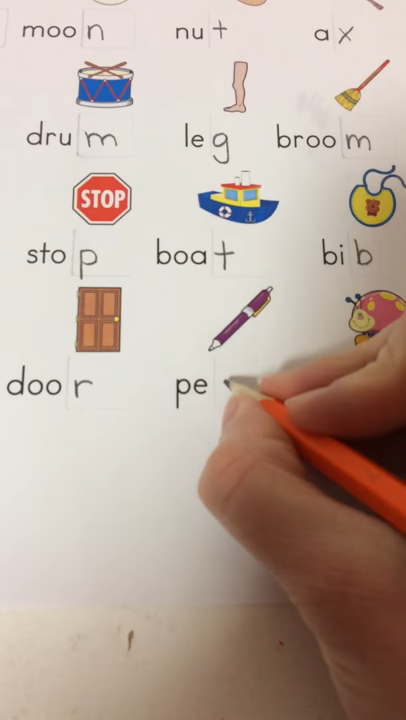 moon nut ax
drum leg broom
STOP
stop boat bib
door pe